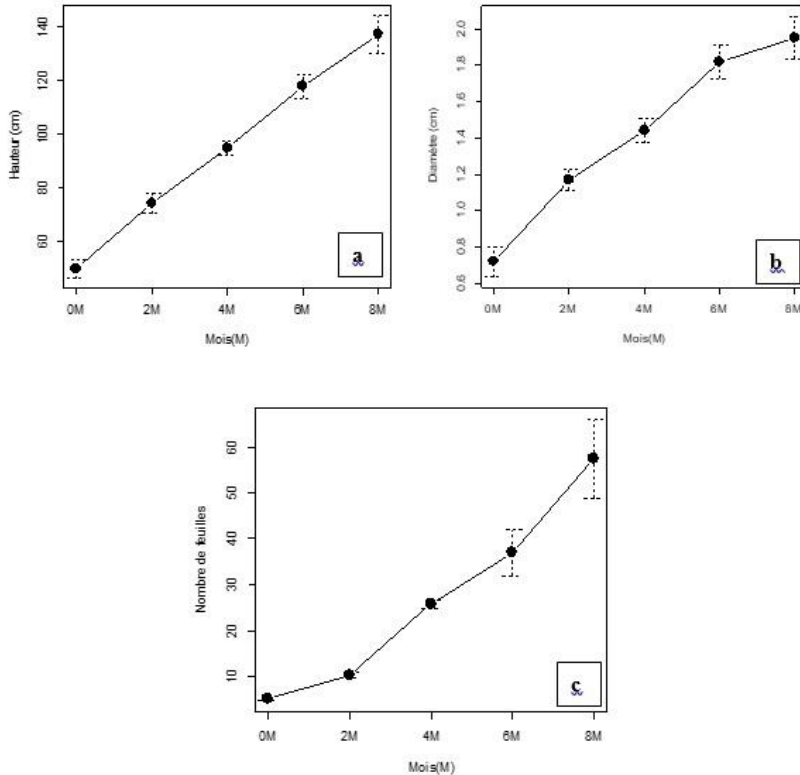 Hauteur (cm)
140
120
100
80
60
0M 2M 4M 6M 8M
Mois(M)
a
Diamètre (cm)
2.0
1.8
1.6
1.4
1.2
1.0
0.8
0.6
0M 2M 4M 6M 8M
Mois(M)
b
Nombre de feuilles
60
50
40
30
20
10
0M 2M 4M 6M 8M
Mois(M)
c